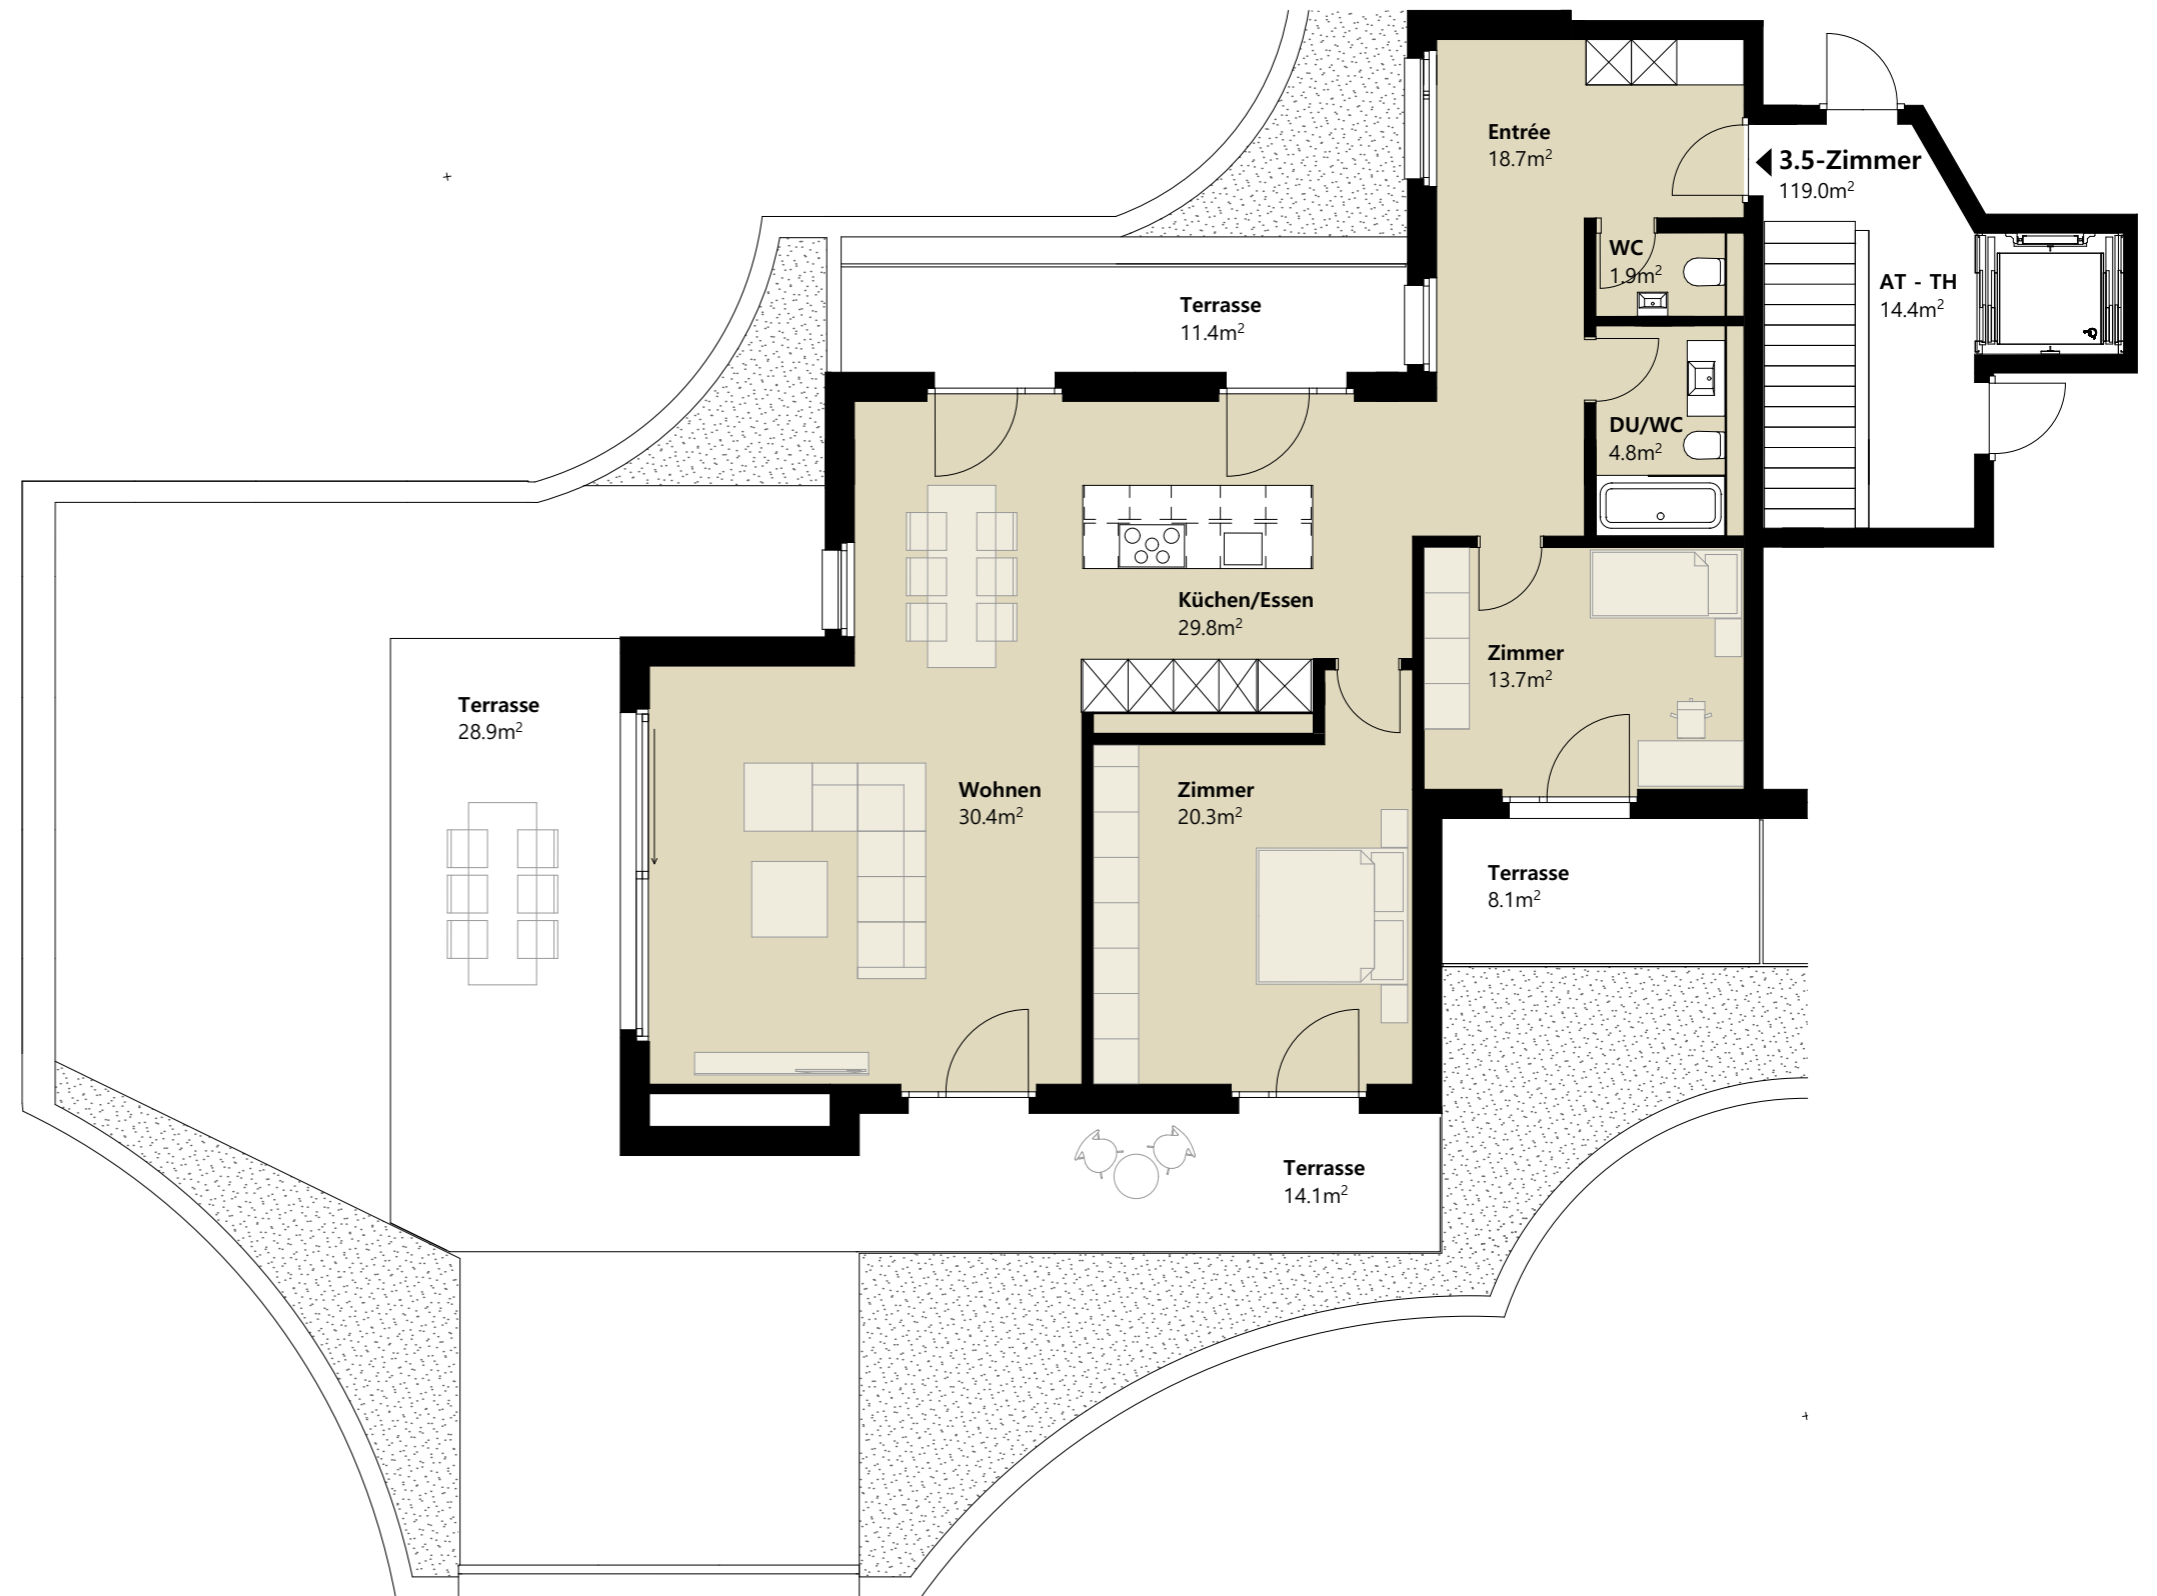 Entrée
18.7m²
3.5-Zimmer
119.0m²
WC
1.9m²
AT - TH
14.4m²
Terrasse
11.4m²
DU/WC
4.8m²
Küchen/Essen
29.8m²
Zimmer
13.7m²
Terrasse
28.9m²
Wohnen
30.4m²
Zimmer
20.3m²
Terrasse
8.1m²
Terrasse
14.1m²